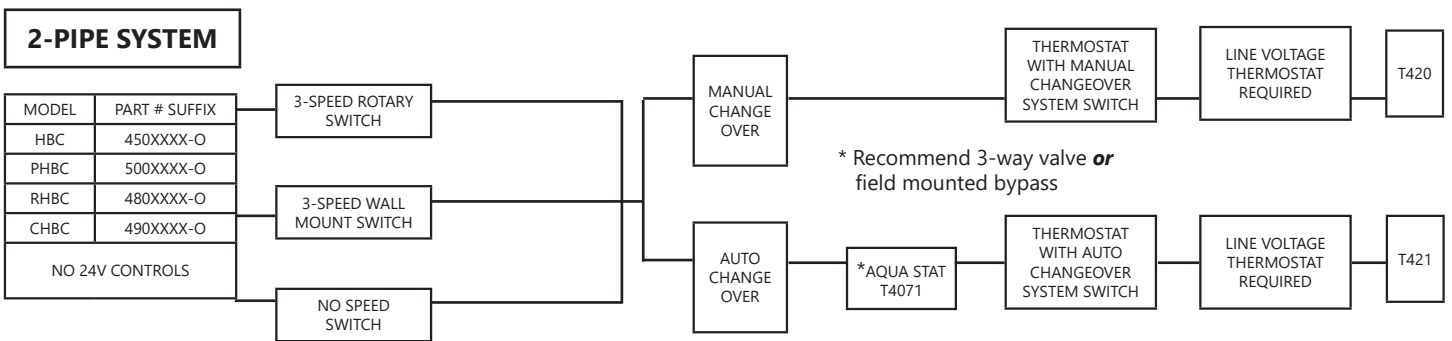 2-PIPE SYSTEM
MODEL PART # SUFFIX
HBC 450XXXX-O
PHBC 500XXXX-O
RHBC 480XXXX-O
CHBC 490XXXX-O
NO 24V CONTROLS
3-SPEED ROTARY
SWITCH
3-SPEED WALL
MOUNT SWITCH
NO SPEED
SWITCH
MANUAL
CHANGE
OVER
THERMOSTAT
WITH MANUAL
CHANGEOVER
SYSTEM SWITCH
LINE VOLTAGE
THERMOSTAT
REQUIRED
T420
* Recommend 3-way valve or
field mounted bypass
AUTO
CHANGE
OVER
*AQUA STAT
T4071
THERMOSTAT
WITH AUTO
CHANGEOVER
SYSTEM SWITCH
LINE VOLTAGE
THERMOSTAT
REQUIRED
T421